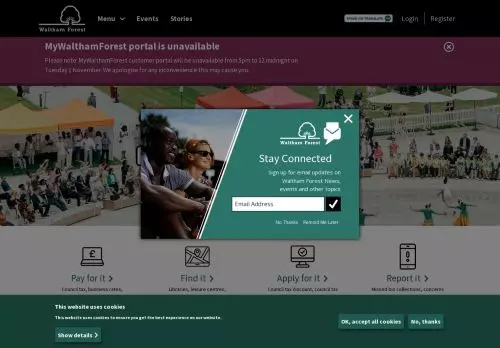 Waltham Forest
Menu
Events
Stories
Login
Register
MyWalthamForest portal is unavailable
Please note: MyWalthamForest customer portal will be unavailable from 5pm to 12 midnight on
Tuesday 1 November. We apologise for any inconvenience this may cause you.
Waltham Forest
Stay Connected
Sign up for email updates on
Waltham Forest News,
events and other topics
Email Address
No Thanks
Remind Me Later
Pay for it
Find it
Apply for it
Report it
Council tax, business rates,
Libraries, leisure centres,
Council tax discount, council tax
Missed bin collections, concerns
This website uses cookies
This website uses cookies to ensure you get the best experience on our website.
OK, accept all cookies
No, thanks
Show details